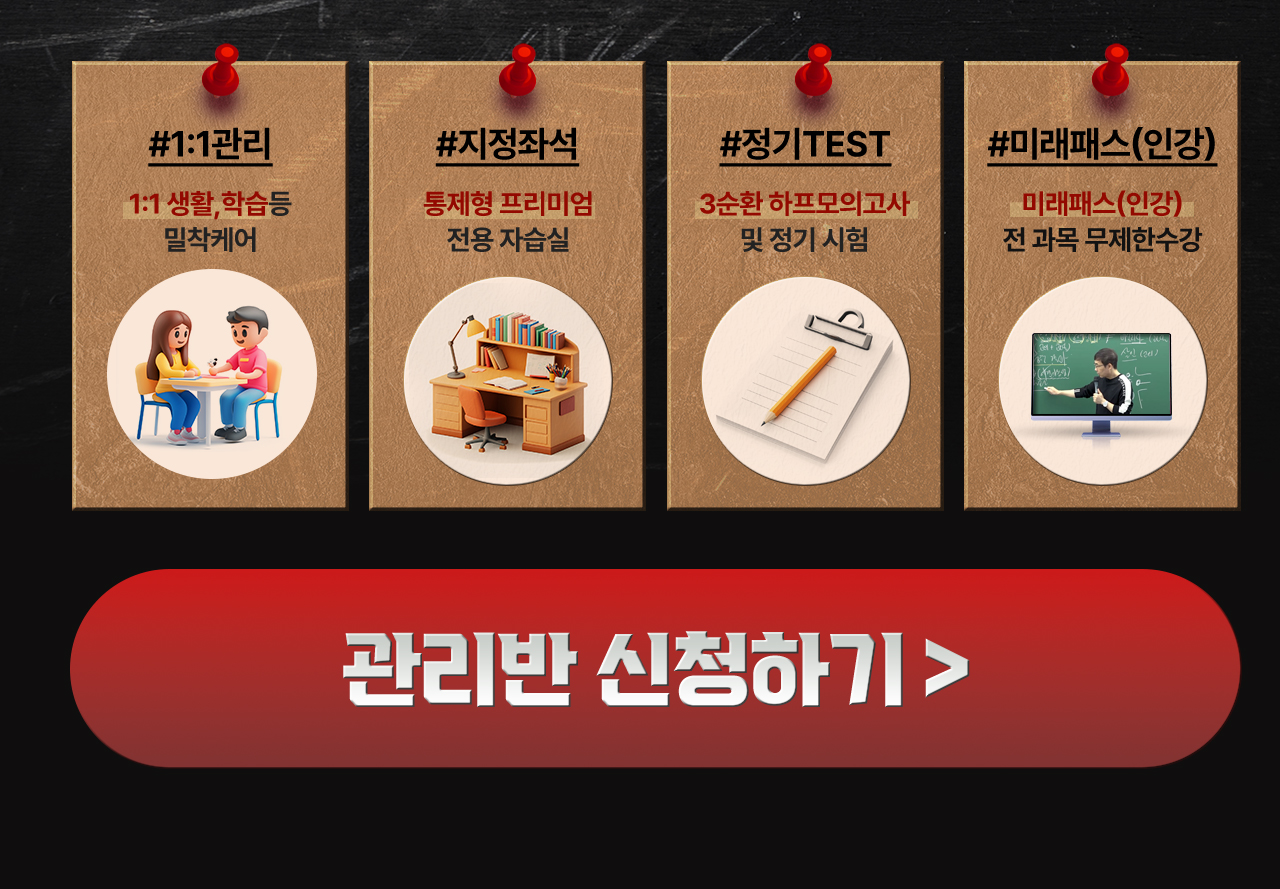 #1:1관리
1:1 생활,학습등
밀착케어
#지정좌석
통제형 프리미엄
전용 자습실
#정기TEST
3순환 하프모의고사
및 정기 시험
#미래패스(인강)
미래패스(인강)
전 과목 무제한수강
관리반 신청하기 >